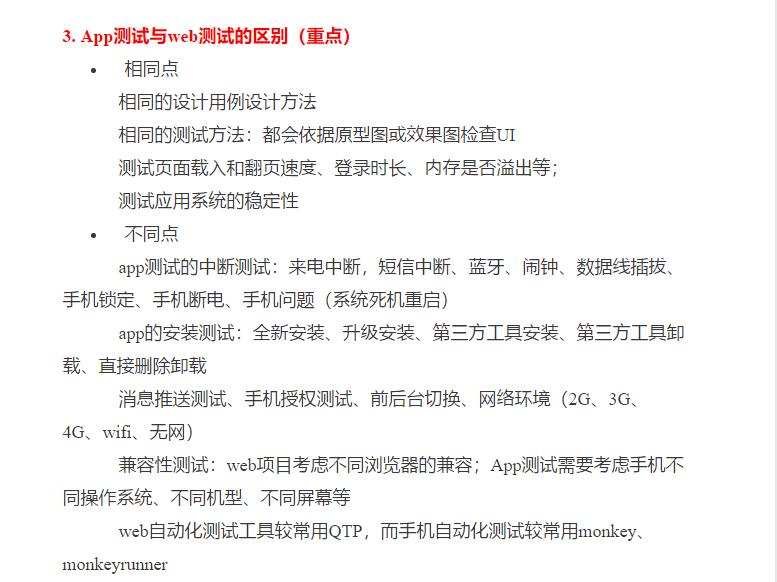 3. App测试与web测试的区别（重点）
• 相同点
相同的设计用例设计方法
相同的测试方法：都会依据原型图或效果图检查UI
测试页面载入和翻页速度、登录时长、内存是否溢出等；
测试应用系统的稳定性
• 不同点
app测试的中断测试：来电中断，短信中断、蓝牙、闹钟、数据线插拔、
手机锁定、手机断电、手机问题（系统死机重启）
app的安装测试：全新安装、升级安装、第三方工具安装、第三方工具卸
载、直接删除卸载
消息推送测试、手机授权测试、前后台切换、网络环境（2G、3G、
4G、wifi、无网）
兼容性测试：web项目考虑不同浏览器的兼容；App测试需要考虑手机不
同操作系统、不同机型、不同屏幕等
web自动化测试工具较常用QTP，而手机自动化测试较常用monkey、
monkeyrunner